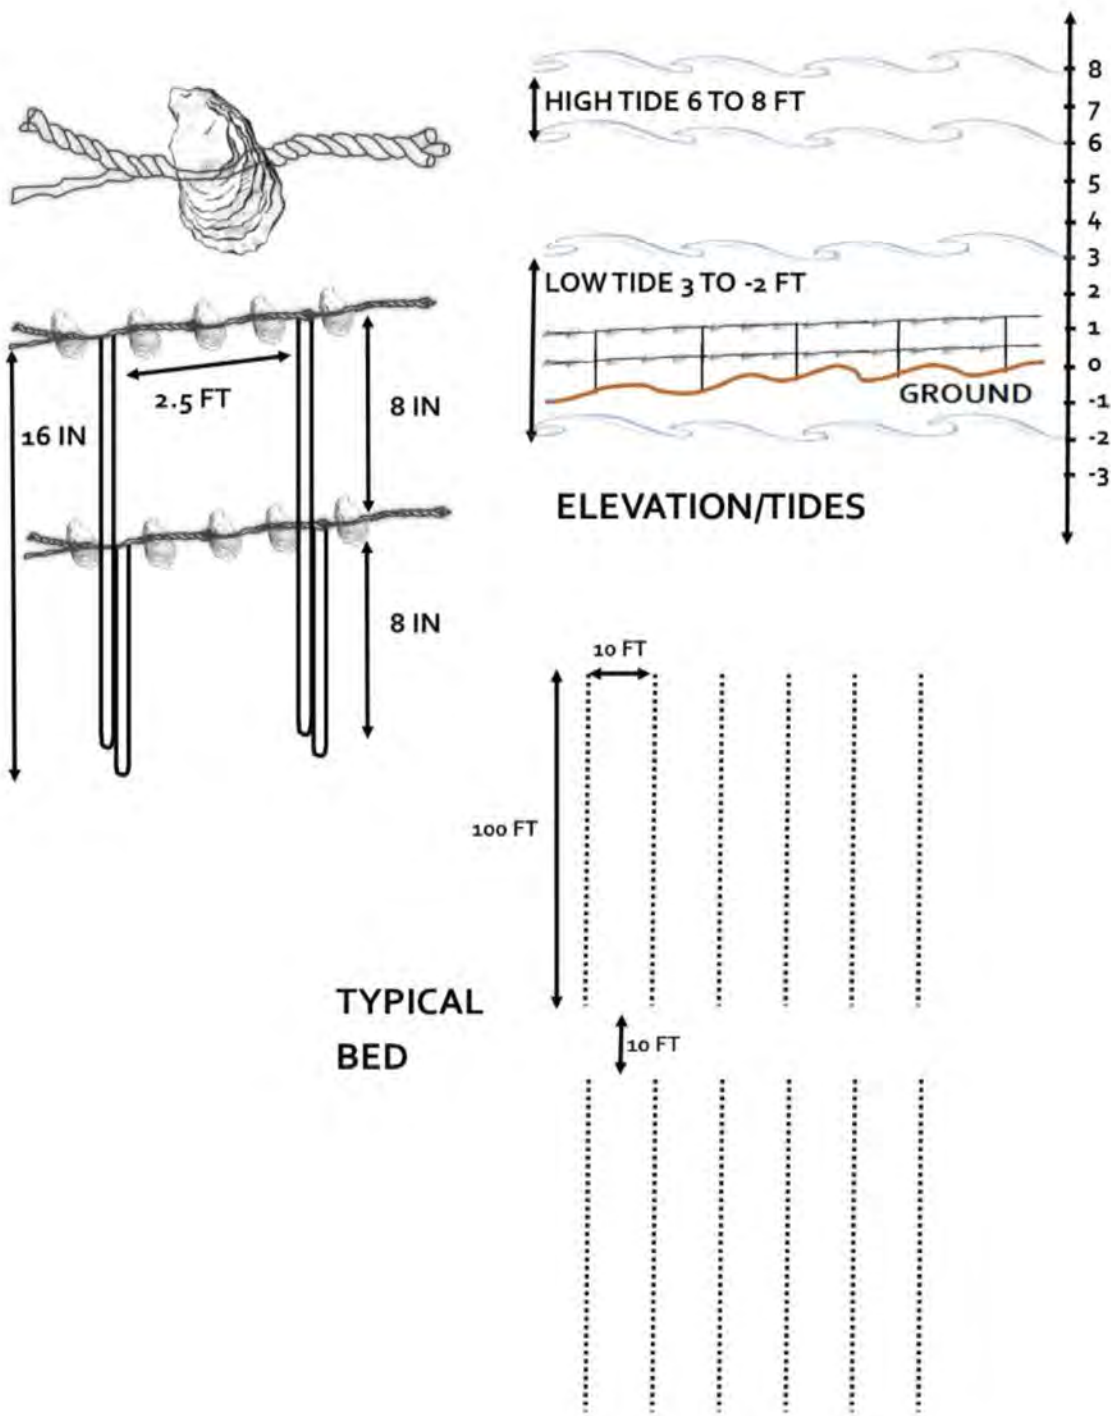 HIGH TIDE 6 TO 8 FT
LOW TIDE 3 TO -2 FT
8
7
6
5
4
3
2
1
0
-1
-2
-3
GROUND
ELEVATION/TIDES
2.5 FT
16 IN
8 IN
8 IN
10 FT
100 FT
10 FT
TYPICAL
BED